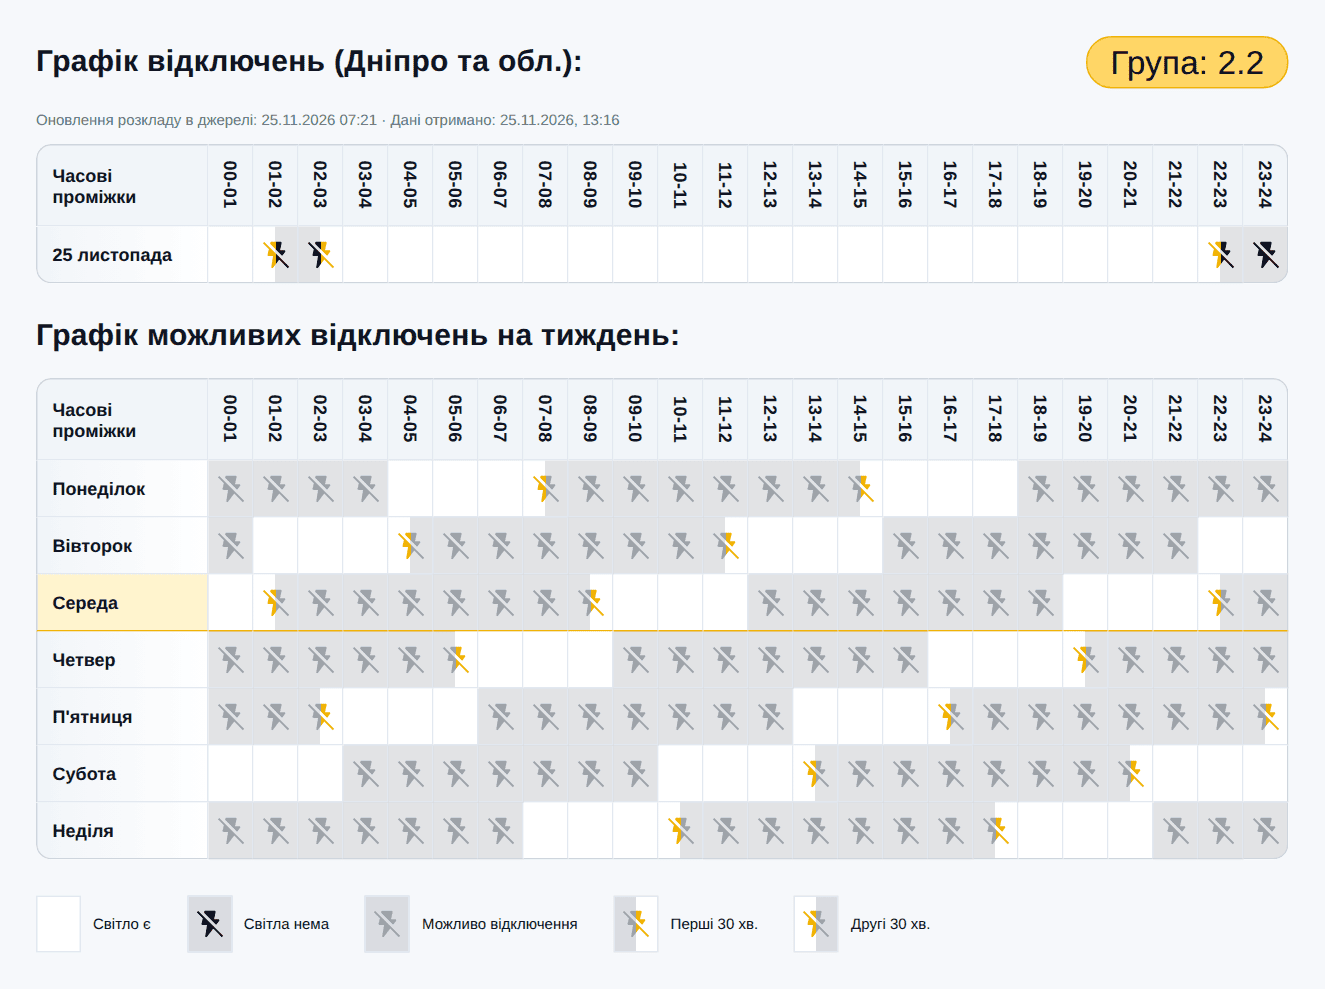 Графік відключень (Дніпро та обл.):
Група: 2.2
Оновлення розкладу в джерелі: 25.11.2026 07:21 · Дані отримано: 25.11.2026, 13:16
Часові
проміжки
00-01 01-02 02-03 03-04 04-05 05-06 06-07 07-08 08-09 09-10 10-11 11-12 12-13 13-14 14-15 15-16 16-17 17-18 18-19 19-20 20-21 21-22 22-23 23-24
25 листопада
Графік можливих відключень на тиждень:
Часові
проміжки
00-01 01-02 02-03 03-04 04-05 05-06 06-07 07-08 08-09 09-10 10-11 11-12 12-13 13-14 14-15 15-16 16-17 17-18 18-19 19-20 20-21 21-22 22-23 23-24
Понеділок
Вівторок
Середа
Четвер
П'ятниця
Субота
Неділя
Світло є
Світла нема
Можливо відключення
Перші 30 хв.
Другі 30 хв.